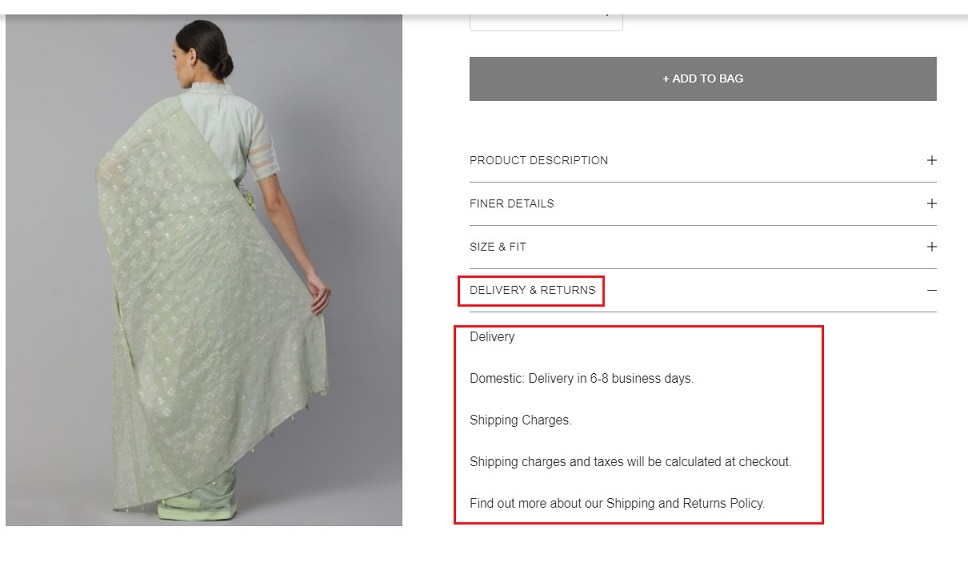 + ADD TO BAG
PRODUCT DESCRIPTION
FINER DETAILS
SIZE & FIT
DELIVERY & RETURNS
Delivery
Domestic: Delivery in 6-8 business days.
Shipping Charges.
Shipping charges and taxes will be calculated at checkout.
Find out more about our Shipping and Returns Policy.